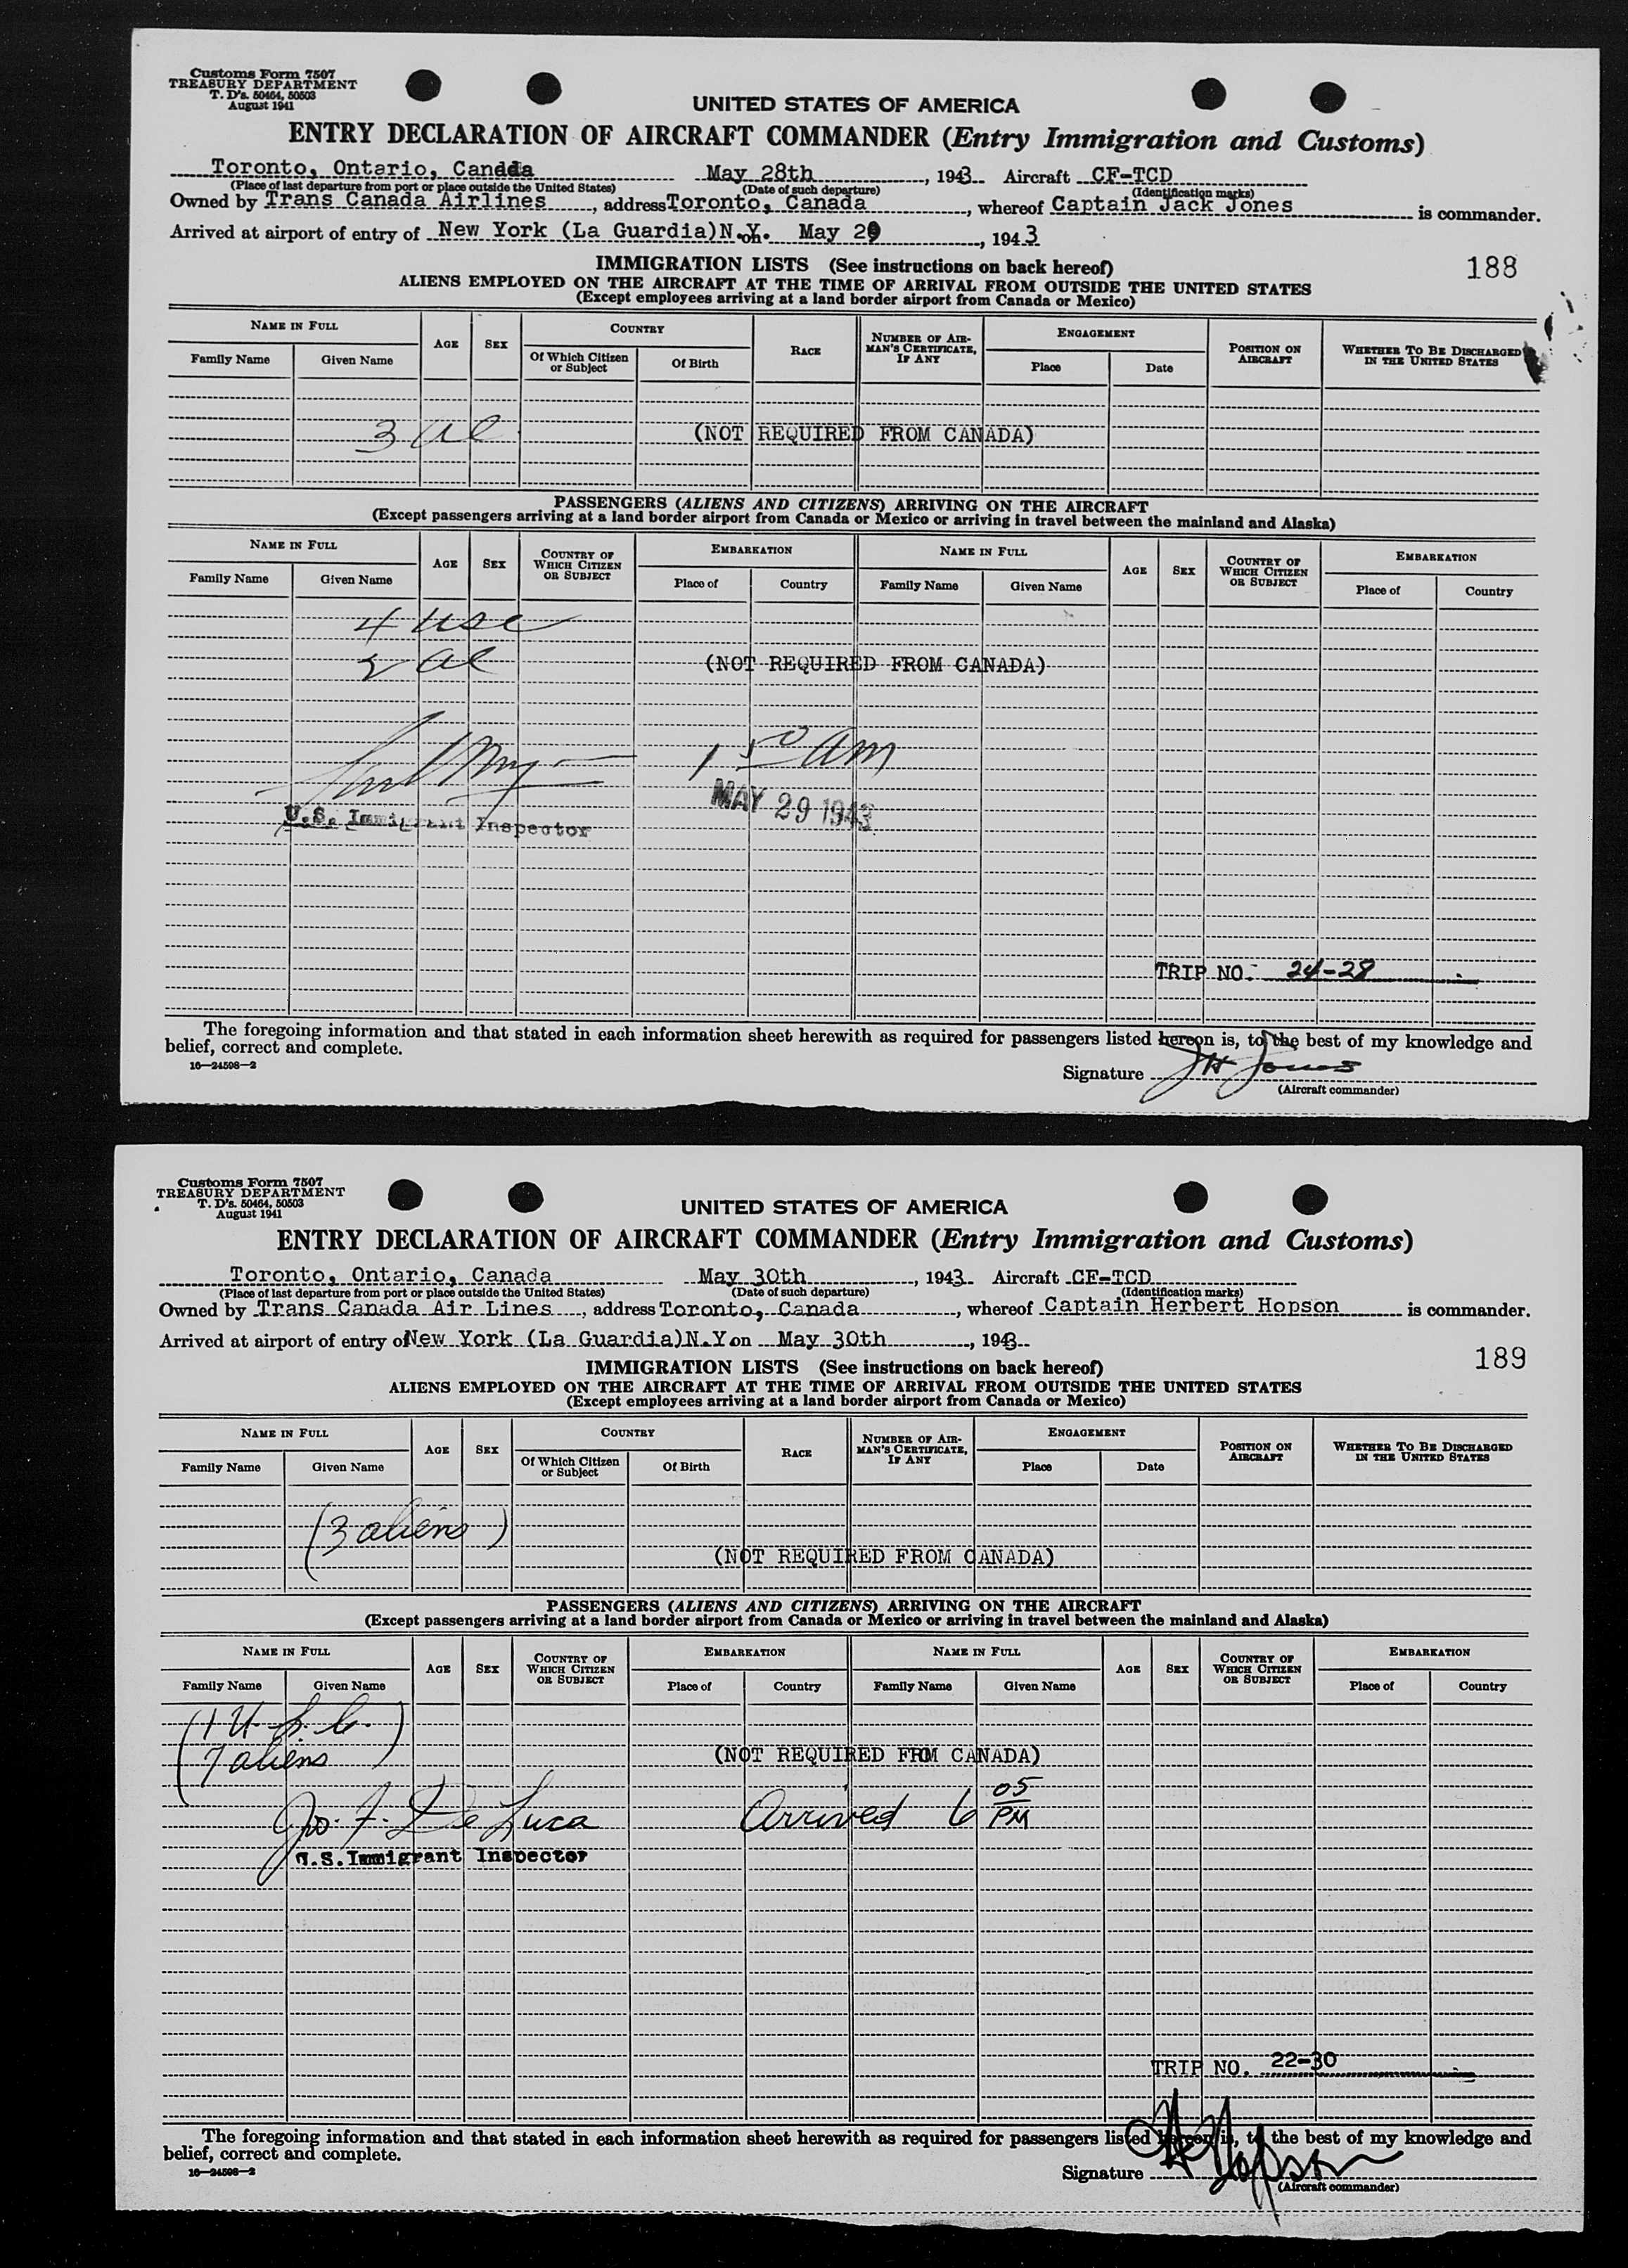 Customs Form 7507
TREASURY DEPARTMENT
T. D's. 50464, 50503
August 1941
UNITED STATES OF AMERICA
ENTRY DECLARATION OF AIRCRAFT COMMANDER (Entry Immigration and Customs)
Toronto, Ontario, Canada May 28th, 1943 Aircraft CF-TCD
(Place of last departure from port or place outside the United States) (Date of such departure) (Identification marks)
Owned by Trans Canada Airlines, address Toronto, Canada, whereof Captain Jack Jones is commander.
Arrived at airport of entry of New York (La Guardia) N.Y. on May 29, 1943
188
IMMIGRATION LISTS (See instructions on back hereof)
ALIENS EMPLOYED ON THE AIRCRAFT AT THE TIME OF ARRIVAL FROM OUTSIDE THE UNITED STATES
(Except employees arriving at a land border airport from Canada or Mexico)
NAME IN FULL AGE SEX COUNTRY RACE NUMBER OF AIRMAN'S CERTIFICATE, IF ANY ENGAGEMENT POSITION ON AIRCRAFT WHETHER TO BE DISCHARGED IN THE UNITED STATES
Family Name Given Name Of Which Citizen or Subject Of Birth Place Date
3 al (NOT REQUIRED FROM CANADA)
PASSENGERS (ALIENS AND CITIZENS) ARRIVING ON THE AIRCRAFT
(Except passengers arriving at a land border airport from Canada or Mexico or arriving in travel between the mainland and Alaska)
NAME IN FULL AGE SEX COUNTRY OF WHICH CITIZEN OR SUBJECT EMBARKATION NAME IN FULL AGE SEX COUNTRY OF WHICH CITIZEN OR SUBJECT EMBARKATION
Family Name Given Name Place of Country Family Name Given Name Place of Country
4 usc
al (NOT REQUIRED FROM CANADA)
1 50 am
MAY 29 1943
U.S. Immigrant Inspector
TRIP NO. 24-28
The foregoing information and that stated in each information sheet herewith as required for passengers listed hereon is, to the best of my knowledge and
belief, correct and complete.
16—24598—2
Signature JH Jones
(Aircraft commander)
Customs Form 7507
TREASURY DEPARTMENT
T. D's. 50464, 50503
August 1941
UNITED STATES OF AMERICA
ENTRY DECLARATION OF AIRCRAFT COMMANDER (Entry Immigration and Customs)
Toronto, Ontario, Canada May 30th, 1943 Aircraft CF-TCD
(Place of last departure from port or place outside the United States) (Date of such departure) (Identification marks)
Owned by Trans Canada Air Lines, address Toronto, Canada, whereof Captain Herbert Hopson is commander.
Arrived at airport of entry of New York (La Guardia) N.Y on May 30th, 1943
189
IMMIGRATION LISTS (See instructions on back hereof)
ALIENS EMPLOYED ON THE AIRCRAFT AT THE TIME OF ARRIVAL FROM OUTSIDE THE UNITED STATES
(Except employees arriving at a land border airport from Canada or Mexico)
NAME IN FULL AGE SEX COUNTRY RACE NUMBER OF AIRMAN'S CERTIFICATE, IF ANY ENGAGEMENT POSITION ON AIRCRAFT WHETHER TO BE DISCHARGED IN THE UNITED STATES
Family Name Given Name Of Which Citizen or Subject Of Birth Place Date
(3 aliens)
(NOT REQUIRED FROM CANADA)
PASSENGERS (ALIENS AND CITIZENS) ARRIVING ON THE AIRCRAFT
(Except passengers arriving at a land border airport from Canada or Mexico or arriving in travel between the mainland and Alaska)
NAME IN FULL AGE SEX COUNTRY OF WHICH CITIZEN OR SUBJECT EMBARKATION NAME IN FULL AGE SEX COUNTRY OF WHICH CITIZEN OR SUBJECT EMBARKATION
Family Name Given Name Place of Country Family Name Given Name Place of Country
(1 U.S.C.
7 aliens) (NOT REQUIRED FROM CANADA)
Jno. F. De Luca Arrived 6 05 PM
U.S. Immigrant Inspector
TRIP NO. 22-30
The foregoing information and that stated in each information sheet herewith as required for passengers listed hereon is, to the best of my knowledge and
belief, correct and complete.
16—24598—2
Signature H Hopson
(Aircraft commander)